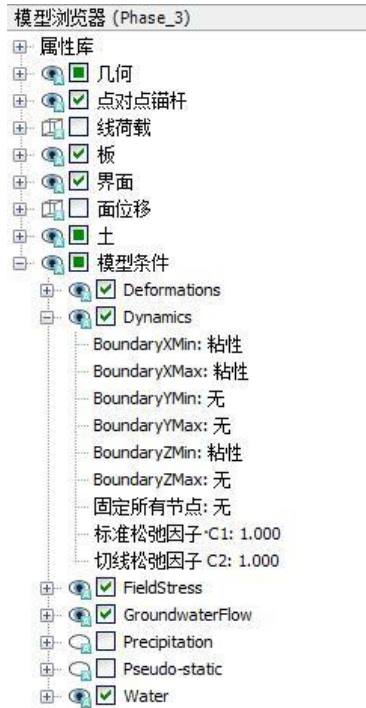 模型浏览器 (Phase_3)
属性库
几何
点对点锚杆
线荷载
板
界面
面位移
土
模型条件
Deformations
Dynamics
BoundaryXMin: 粘性
BoundaryXMax: 粘性
BoundaryYMin: 无
BoundaryYMax: 无
BoundaryZMin: 粘性
BoundaryZMax: 无
固定所有节点: 无
标准松弛因子 C1: 1.000
切线松弛因子 C2: 1.000
FieldStress
GroundwaterFlow
Precipitation
Pseudo-static
Water